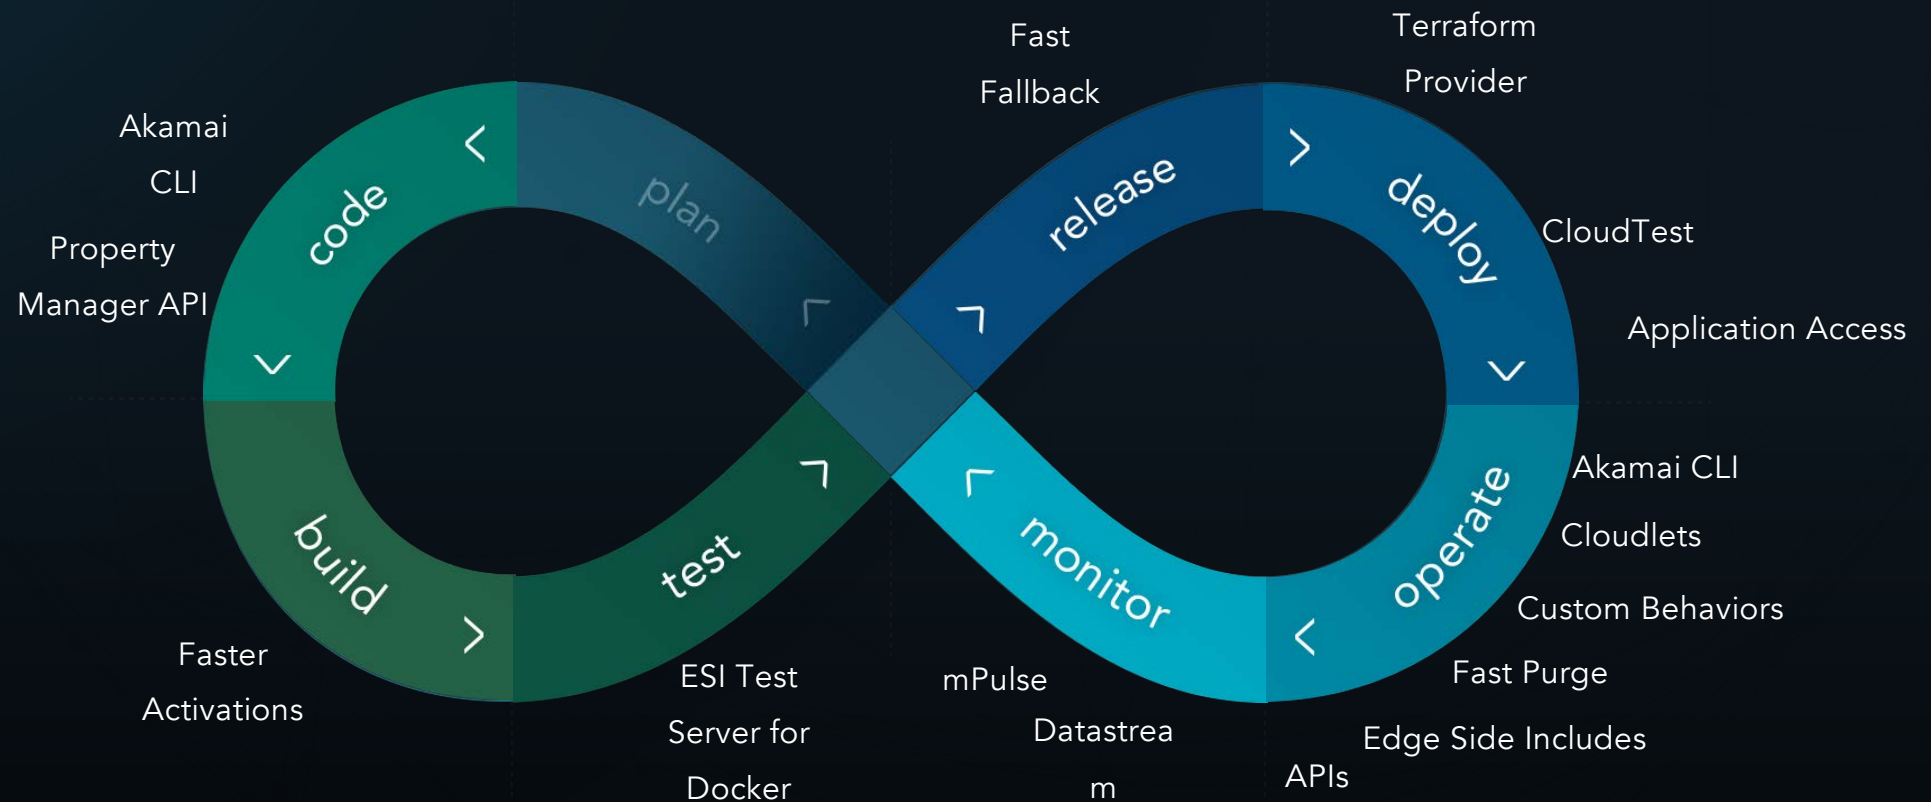 Akamai
CLI
Property
Manager API
code
plan
Fast
Fallback
release
Terraform
Provider
deploy
CloudTest
Application Access
build
Faster
Activations
test
ESI Test
Server for
Docker
monitor
mPulse
Datastrea
m
operate
Akamai CLI
Cloudlets
Custom Behaviors
Fast Purge
Edge Side Includes
APIs